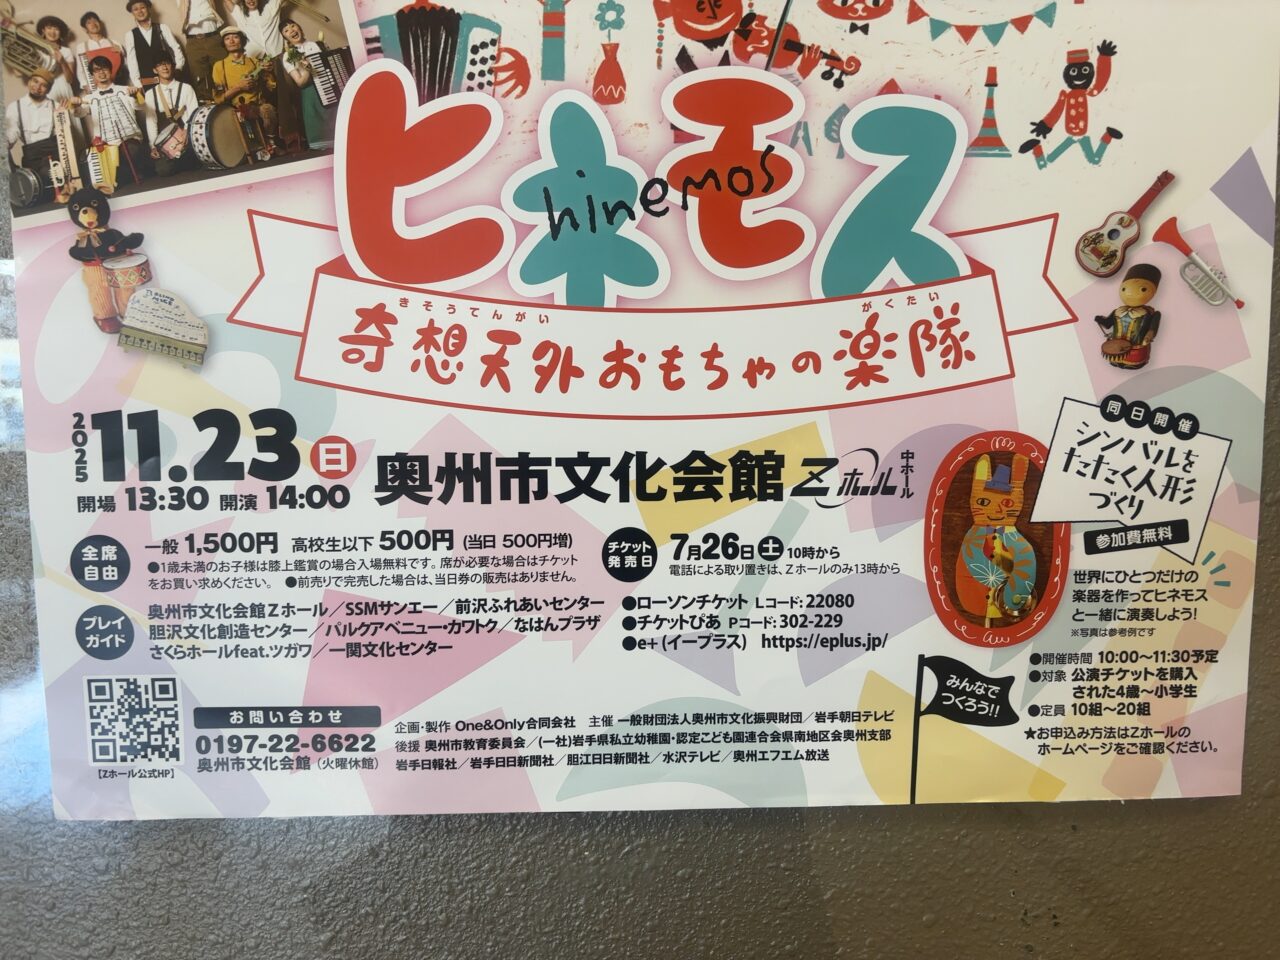 ヒネモス
hinemos
きそうてんがい がくたい
奇想天外おもちゃの楽隊
2025 11.23 日
開場 13:30 開演 14:00
奥州市文化会館 Zホール 中ホール
全席自由
一般 1,500円 高校生以下 500円 (当日 500円増)
●1歳未満のお子様は膝上鑑賞の場合入場無料です。席が必要な場合はチケット
をお買い求めください。 ●前売りで完売した場合は、当日券の販売はありません。
チケット発売日
7月26日土 10時から
電話による取り置きは、Zホールのみ13時から
プレイガイド
奥州市文化会館Zホール／SSMサンエー／前沢ふれあいセンター
胆沢文化創造センター／パルクアベニュー・カワトク／なはんプラザ
さくらホールfeat.ツガワ／一関文化センター
●ローソンチケット Lコード:22080
●チケットぴあ Pコード:302-229
●e+(イープラス) https://eplus.jp/
【Zホール公式HP】
お問い合わせ
0197-22-6622
奥州市文化会館（火曜休館）
企画・製作 One&Only合同会社 主催 一般財団法人奥州市文化振興財団／岩手朝日テレビ
後援 奥州市教育委員会／(一社)岩手県私立幼稚園・認定こども園連合会県南地区会奥州支部
岩手日報社／岩手日日新聞社／胆江日日新聞社／水沢テレビ／奥州エフエム放送
同日開催
シンバルを
たたく人形
づくり
参加費無料
世界にひとつだけの
楽器を作ってヒネモス
と一緒に演奏しよう!
※写真は参考例です
みんなで
つくろう!!
●開催時間 10:00～11:30予定
●対象 公演チケットを購入
された4歳～小学生
●定員 10組～20組
★お申込み方法はZホールの
ホームページをご確認ください。